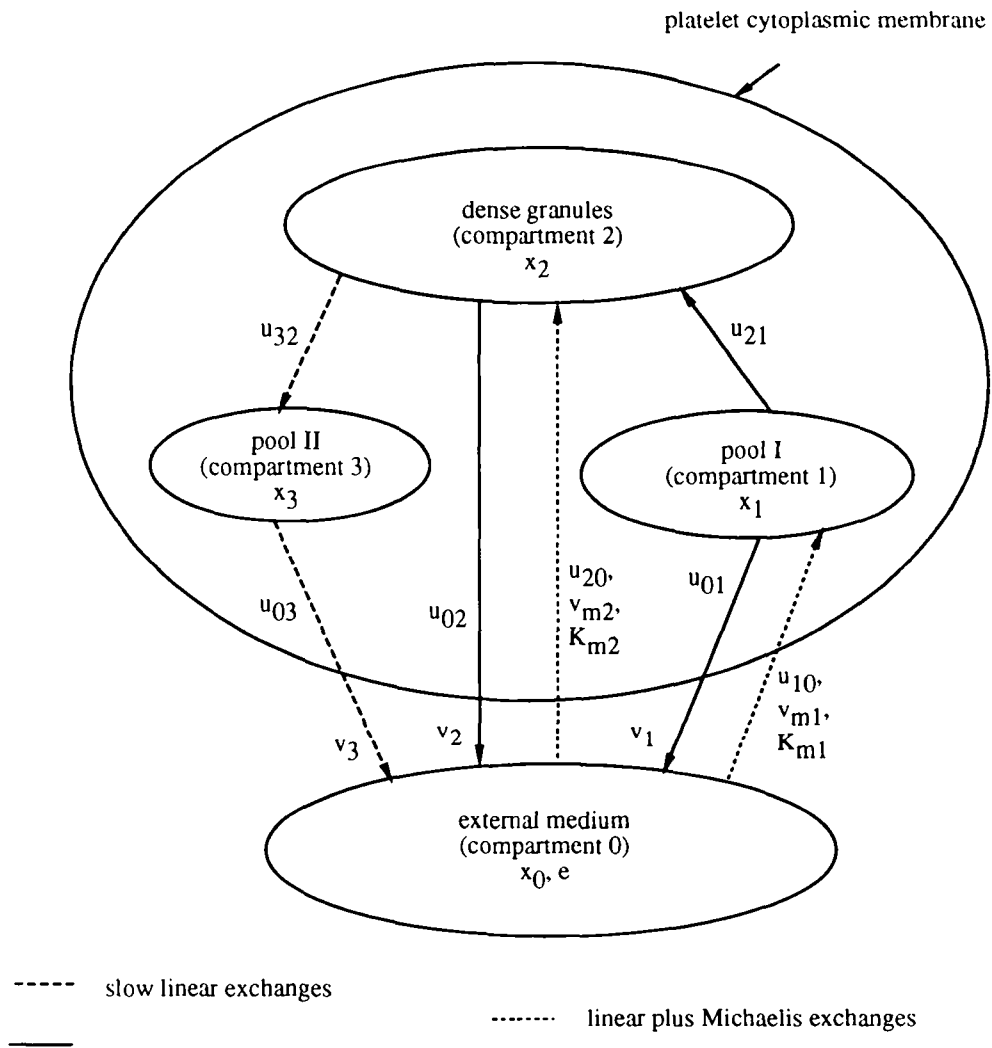 platelet cytoplasmic membrane
dense granules
(compartment 2)
x2
u32
u21
pool II
(compartment 3)
x3
pool I
(compartment 1)
x1
u03
u02
u20,
vm2,
Km2
u01
u10,
vm1,
Km1
v3
v2
v1
external medium
(compartment 0)
x0, e
slow linear exchanges
linear plus Michaelis exchanges